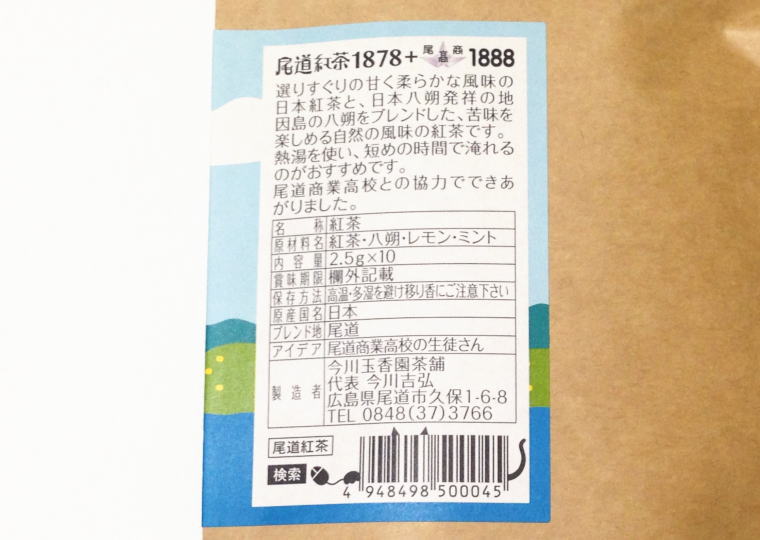 尾道紅茶1878+ 尾商高 1888
選りすぐりの甘く柔らかな風味の
日本紅茶と、日本八朔発祥の地
因島の八朔をブレンドした、苦味を
楽しめる自然の風味の紅茶です。
熱湯を使い、短めの時間で淹れる
のがおすすめです。
尾道商業高校との協力でできあ
がりました。
名称 紅茶
原材料名 紅茶・八朔・レモン・ミント
内容量 2.5g×10
賞味期限 欄外記載
保存方法 高温・多湿を避け移り香にご注意下さい
原産国名 日本
ブレンド地 尾道
アイデア 尾道商業高校の生徒さん
製造者 今川玉香園茶舗
代表 今川吉弘
広島県尾道市久保1-6-8
TEL 0848(37)3766
尾道紅茶
検索
4 948498 500045